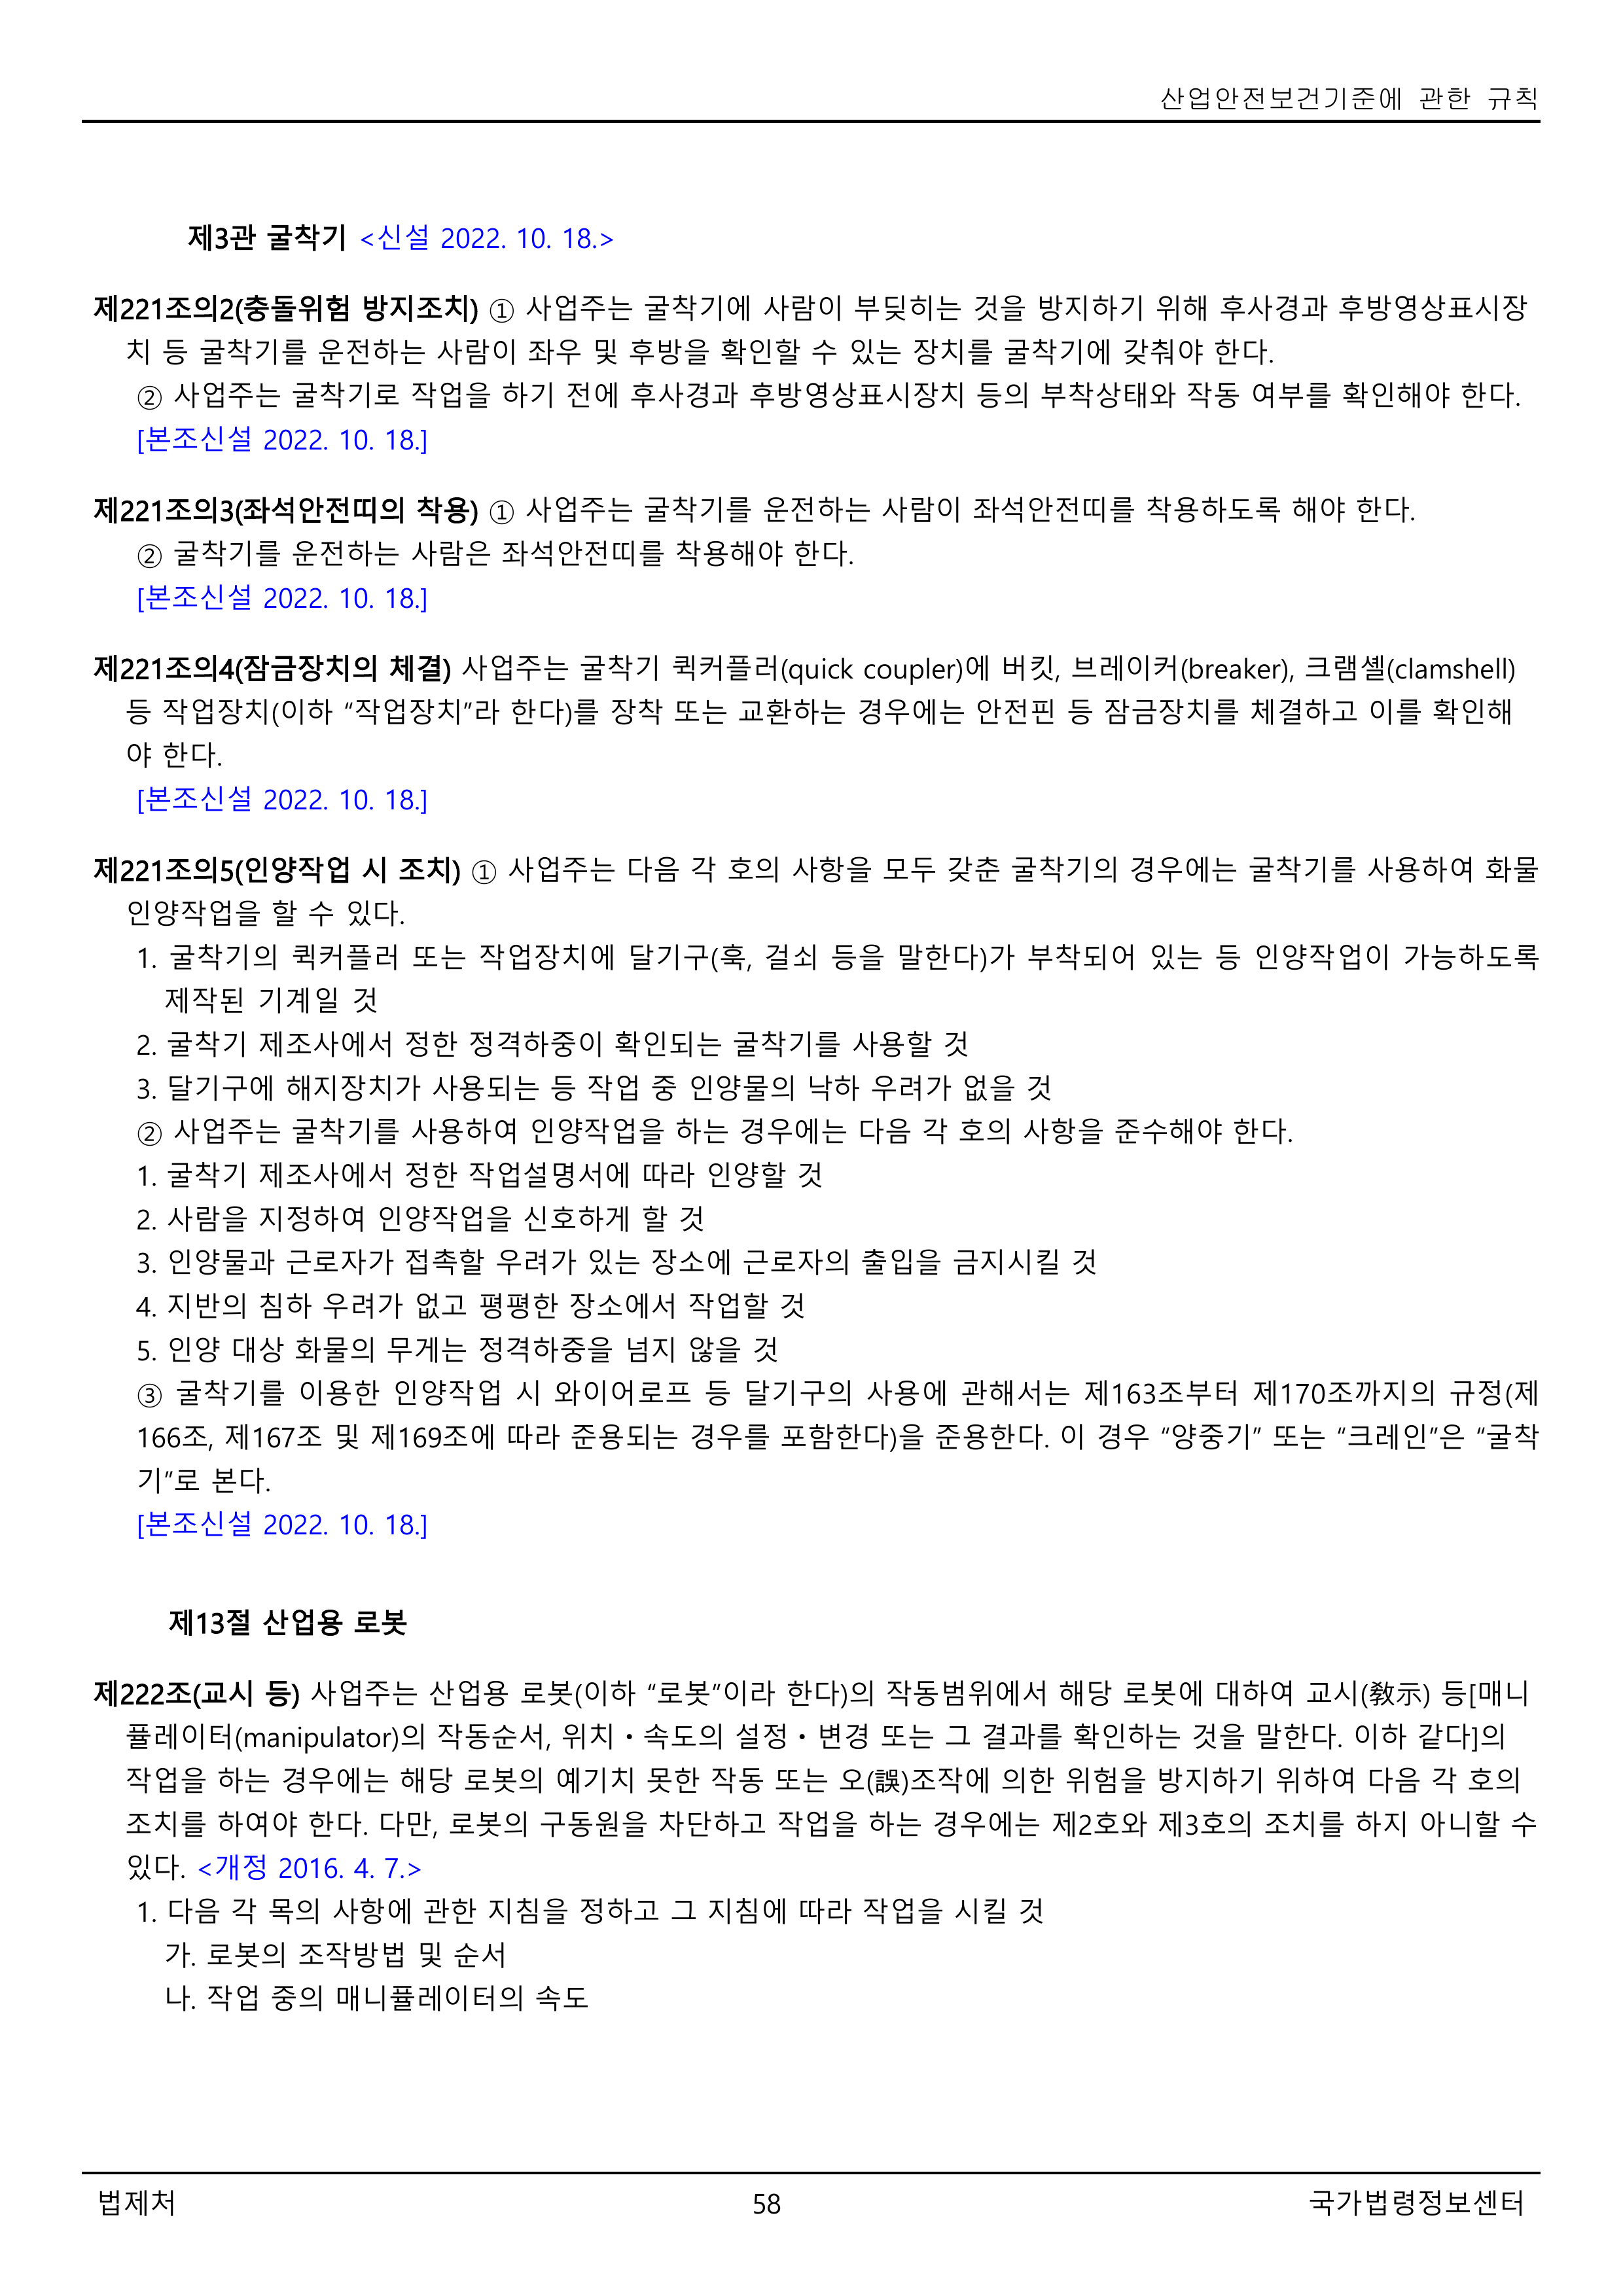 산업안전보건기준에 관한 규칙
제3관 굴착기 <신설 2022. 10. 18.>
제221조의2(충돌위험 방지조치) ① 사업주는 굴착기에 사람이 부딪히는 것을 방지하기 위해 후사경과 후방영상표시장
치 등 굴착기를 운전하는 사람이 좌우 및 후방을 확인할 수 있는 장치를 굴착기에 갖춰야 한다.
② 사업주는 굴착기로 작업을 하기 전에 후사경과 후방영상표시장치 등의 부착상태와 작동 여부를 확인해야 한다.
[본조신설 2022. 10. 18.]
제221조의3(좌석안전띠의 착용) ① 사업주는 굴착기를 운전하는 사람이 좌석안전띠를 착용하도록 해야 한다.
② 굴착기를 운전하는 사람은 좌석안전띠를 착용해야 한다.
[본조신설 2022. 10. 18.]
제221조의4(잠금장치의 체결) 사업주는 굴착기 퀵커플러(quick coupler)에 버킷, 브레이커(breaker), 크램셸(clamshell)
등 작업장치(이하 “작업장치”라 한다)를 장착 또는 교환하는 경우에는 안전핀 등 잠금장치를 체결하고 이를 확인해
야 한다.
[본조신설 2022. 10. 18.]
제221조의5(인양작업 시 조치) ① 사업주는 다음 각 호의 사항을 모두 갖춘 굴착기의 경우에는 굴착기를 사용하여 화물
인양작업을 할 수 있다.
1. 굴착기의 퀵커플러 또는 작업장치에 달기구(훅, 걸쇠 등을 말한다)가 부착되어 있는 등 인양작업이 가능하도록
제작된 기계일 것
2. 굴착기 제조사에서 정한 정격하중이 확인되는 굴착기를 사용할 것
3. 달기구에 해지장치가 사용되는 등 작업 중 인양물의 낙하 우려가 없을 것
② 사업주는 굴착기를 사용하여 인양작업을 하는 경우에는 다음 각 호의 사항을 준수해야 한다.
1. 굴착기 제조사에서 정한 작업설명서에 따라 인양할 것
2. 사람을 지정하여 인양작업을 신호하게 할 것
3. 인양물과 근로자가 접촉할 우려가 있는 장소에 근로자의 출입을 금지시킬 것
4. 지반의 침하 우려가 없고 평평한 장소에서 작업할 것
5. 인양 대상 화물의 무게는 정격하중을 넘지 않을 것
③ 굴착기를 이용한 인양작업 시 와이어로프 등 달기구의 사용에 관해서는 제163조부터 제170조까지의 규정(제
166조, 제167조 및 제169조에 따라 준용되는 경우를 포함한다)을 준용한다. 이 경우 “양중기” 또는 “크레인”은 “굴착
기”로 본다.
[본조신설 2022. 10. 18.]
제13절 산업용 로봇
제222조(교시 등) 사업주는 산업용 로봇(이하 “로봇”이라 한다)의 작동범위에서 해당 로봇에 대하여 교시(敎示) 등[매니
퓰레이터(manipulator)의 작동순서, 위치ㆍ속도의 설정ㆍ변경 또는 그 결과를 확인하는 것을 말한다. 이하 같다]의
작업을 하는 경우에는 해당 로봇의 예기치 못한 작동 또는 오(誤)조작에 의한 위험을 방지하기 위하여 다음 각 호의
조치를 하여야 한다. 다만, 로봇의 구동원을 차단하고 작업을 하는 경우에는 제2호와 제3호의 조치를 하지 아니할 수
있다. <개정 2016. 4. 7.>
1. 다음 각 목의 사항에 관한 지침을 정하고 그 지침에 따라 작업을 시킬 것
가. 로봇의 조작방법 및 순서
나. 작업 중의 매니퓰레이터의 속도
법제처 58 국가법령정보센터